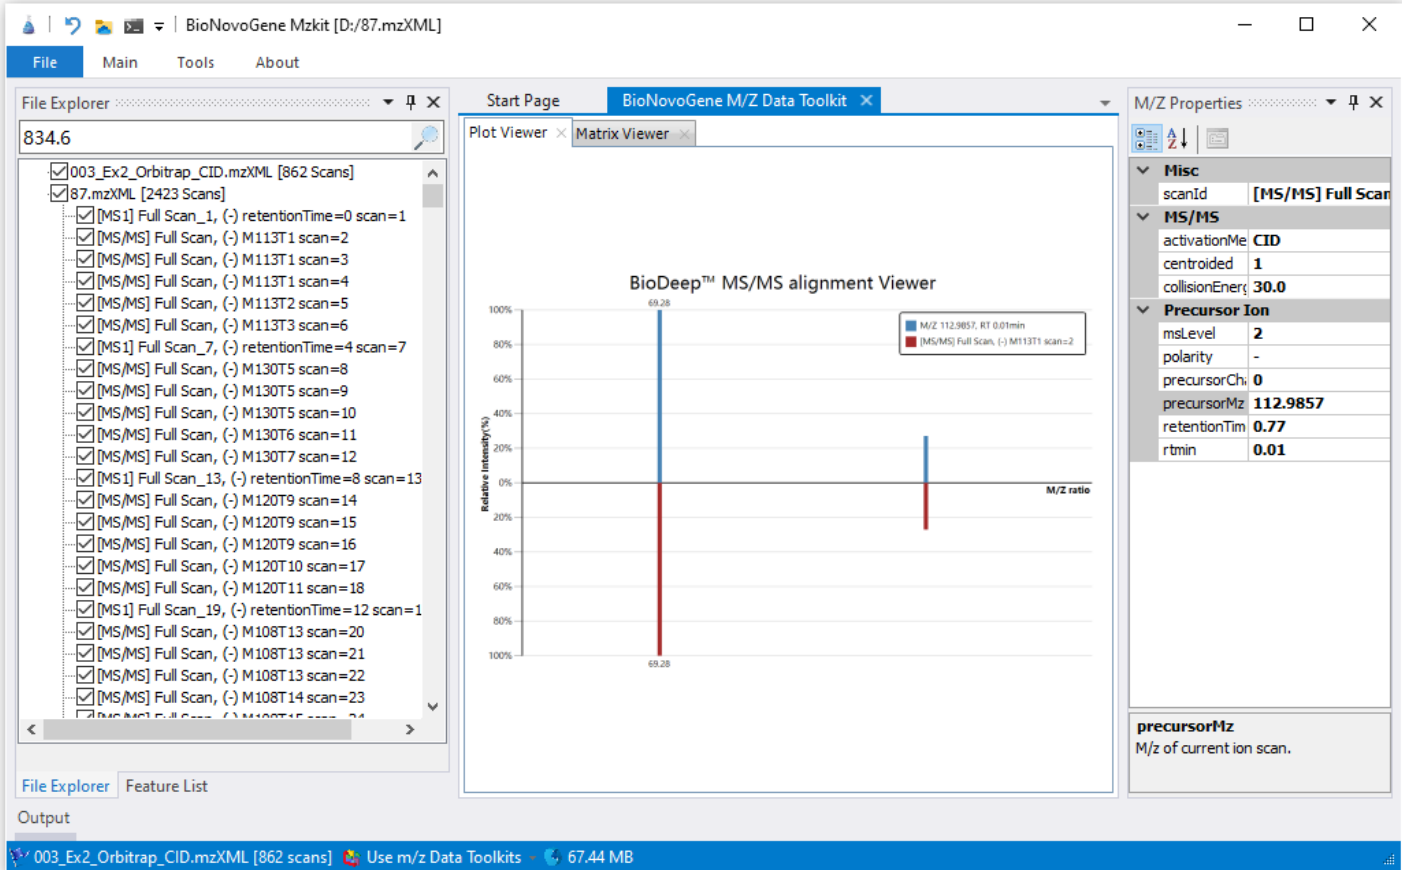 BioNovoGene Mzkit [D:/87.mzXML]
File Main Tools About
File Explorer
834.6
003_Ex2_Orbitrap_CID.mzXML [862 Scans]
87.mzXML [2423 Scans]
[MS1] Full Scan_1, (-) retentionTime=0 scan=1
[MS/MS] Full Scan, (-) M113T1 scan=2
[MS/MS] Full Scan, (-) M113T1 scan=3
[MS/MS] Full Scan, (-) M113T1 scan=4
[MS/MS] Full Scan, (-) M113T2 scan=5
[MS/MS] Full Scan, (-) M113T3 scan=6
[MS1] Full Scan_7, (-) retentionTime=4 scan=7
[MS/MS] Full Scan, (-) M130T5 scan=8
[MS/MS] Full Scan, (-) M130T5 scan=9
[MS/MS] Full Scan, (-) M130T5 scan=10
[MS/MS] Full Scan, (-) M130T6 scan=11
[MS/MS] Full Scan, (-) M130T7 scan=12
[MS1] Full Scan_13, (-) retentionTime=8 scan=13
[MS/MS] Full Scan, (-) M120T9 scan=14
[MS/MS] Full Scan, (-) M120T9 scan=15
[MS/MS] Full Scan, (-) M120T9 scan=16
[MS/MS] Full Scan, (-) M120T10 scan=17
[MS/MS] Full Scan, (-) M120T11 scan=18
[MS1] Full Scan_19, (-) retentionTime=12 scan=1
[MS/MS] Full Scan, (-) M108T13 scan=20
[MS/MS] Full Scan, (-) M108T13 scan=21
[MS/MS] Full Scan, (-) M108T13 scan=22
[MS/MS] Full Scan, (-) M108T14 scan=23
File Explorer Feature List
Output
Start Page BioNovoGene M/Z Data Toolkit
Plot Viewer Matrix Viewer
BioDeep™ MS/MS alignment Viewer
69.28
M/Z 112.9857, RT 0.01min
[MS/MS] Full Scan, (-) M113T1 scan=2
100%
80%
60%
40%
20%
0%
20%
40%
60%
80%
100%
Relative Intensity(%)
M/Z ratio
69.28
M/Z Properties
Misc
scanId [MS/MS] Full Scan
MS/MS
activationMe CID
centroided 1
collisionEnerg 30.0
Precursor Ion
msLevel 2
polarity -
precursorCh 0
precursorMz 112.9857
retentionTim 0.77
rtmin 0.01
precursorMz
M/z of current ion scan.
003_Ex2_Orbitrap_CID.mzXML [862 scans] Use m/z Data Toolkits 67.44 MB